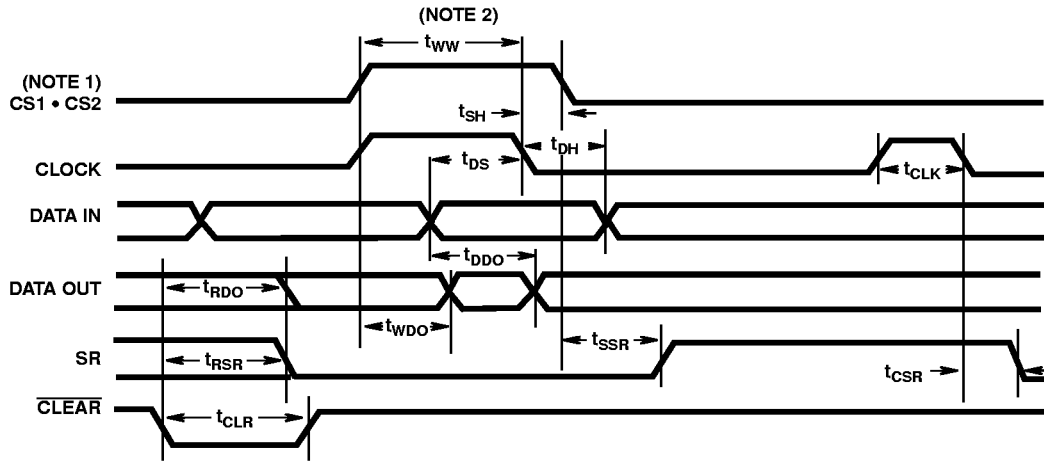 (NOTE 2)
tWW
(NOTE 1)
CS1 • CS2
tSH
CLOCK
tDS
tDH
tCLK
DATA IN
tDDO
DATA OUT
tRDO
tWDO
SR
tRSR
tSSR
tCSR
CLEAR
tCLR